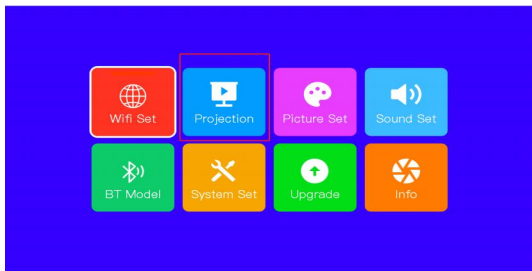 Wifi Set
Projection
Picture Set
Sound Set
BT Model
System Set
Upgrade
Info